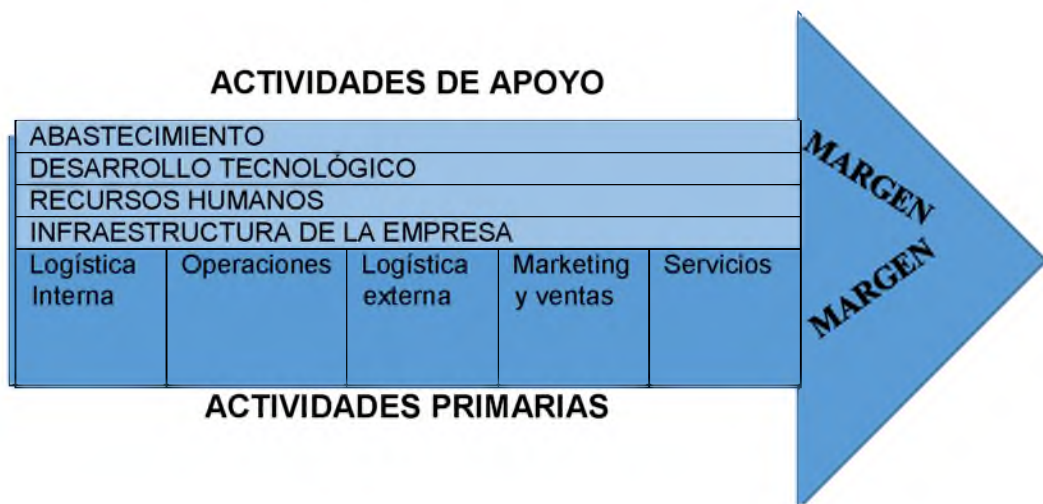 ACTIVIDADES DE APOYO
ABASTECIMIENTO
DESARROLLO TECNOLÓGICO
RECURSOS HUMANOS
INFRAESTRUCTURA DE LA EMPRESA
Logística
Interna
Operaciones
Logística
externa
Marketing
y ventas
Servicios
MARGEN
MARGEN
ACTIVIDADES PRIMARIAS